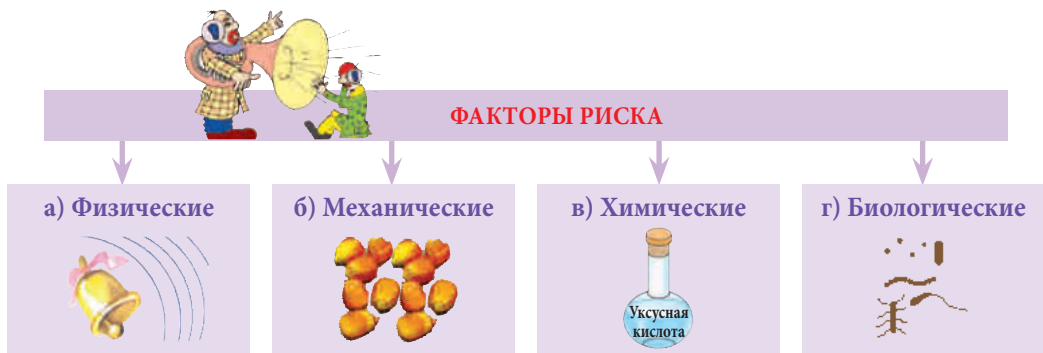 ФАКТОРЫ РИСКА
а) Физические
б) Механические
в) Химические
г) Биологические
Уксусная
кислота